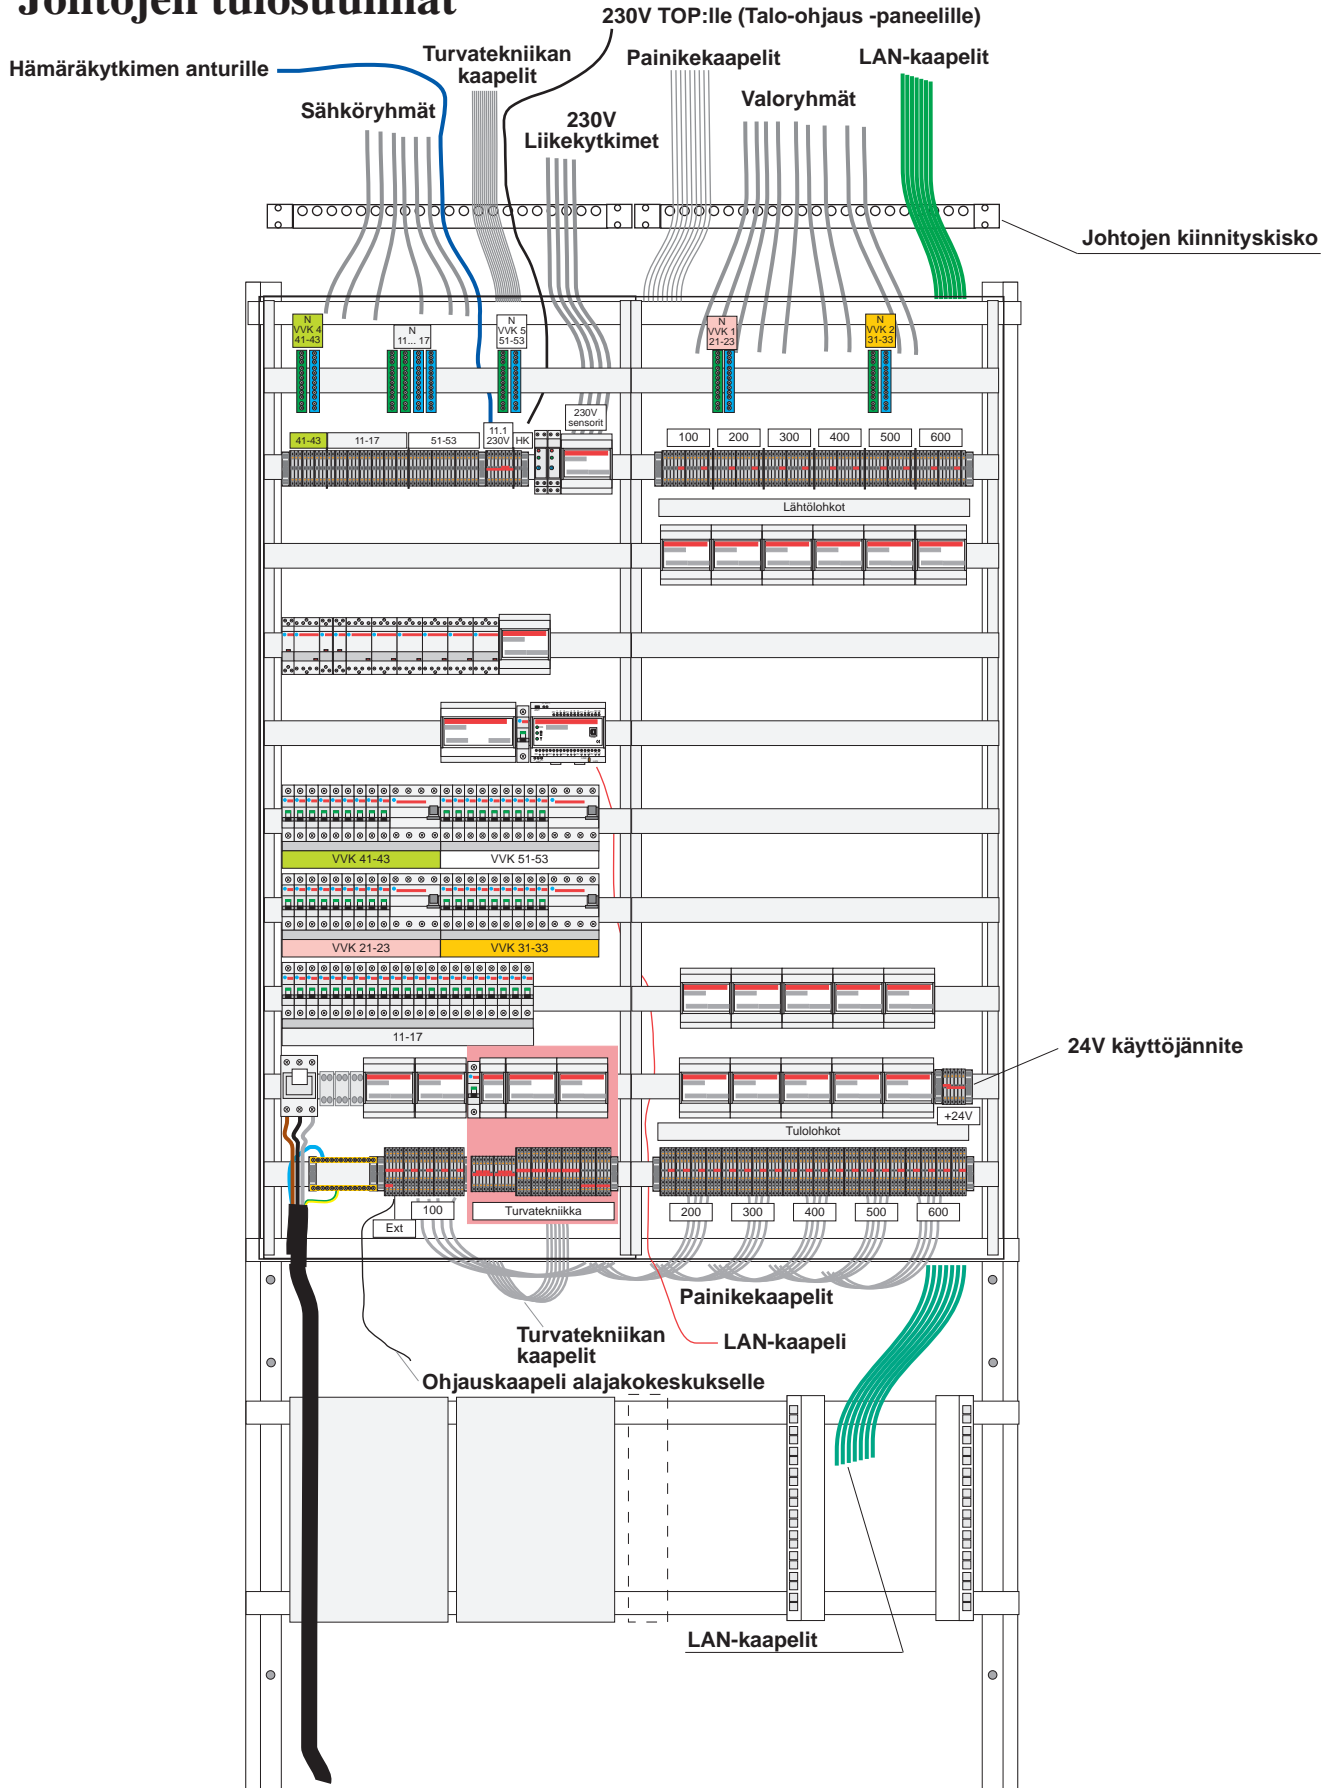 Johtojen tulosuunnat
230V TOP:lle (Talo-ohjaus -paneelille)
Hämäräkytkimen anturille
Turvatekniikan
kaapelit
Painikekaapelit
LAN-kaapelit
Sähköryhmät
230V
Liikekytkimet
Valoryhmät
Johtojen kiinnityskisko
N
VVK 4
41-43
N
11... 17
N
VVK 5
51-53
N
VVK 1
21-23
N
VVK 2
31-33
230V
sensorit
41-43
11-17
51-53
11.1
230V
HK
100
200
300
400
500
600
Lähtölohkot
VVK 41-43
VVK 51-53
VVK 21-23
VVK 31-33
11-17
24V käyttöjännite
+24V
Tulolohkot
Ext
100
Turvatekniikka
200
300
400
500
600
Painikekaapelit
Turvatekniikan
kaapelit
LAN-kaapeli
Ohjauskaapeli alajakokeskukselle
LAN-kaapelit